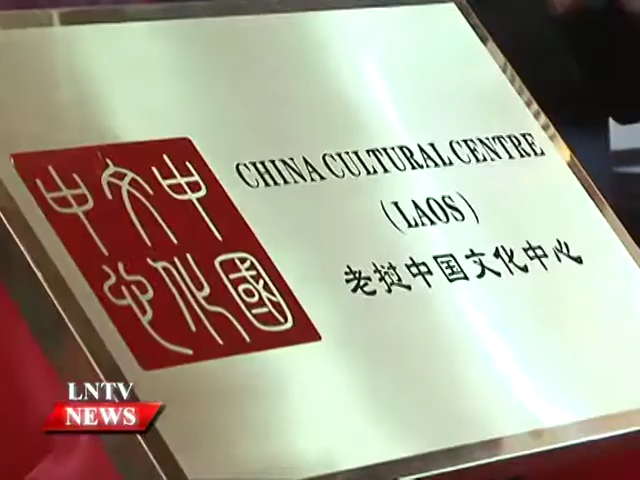 CHINA CULTURAL CENTRE
(LAOS)
老挝中国文化中心
中文中
心化國
LNTV
NEWS